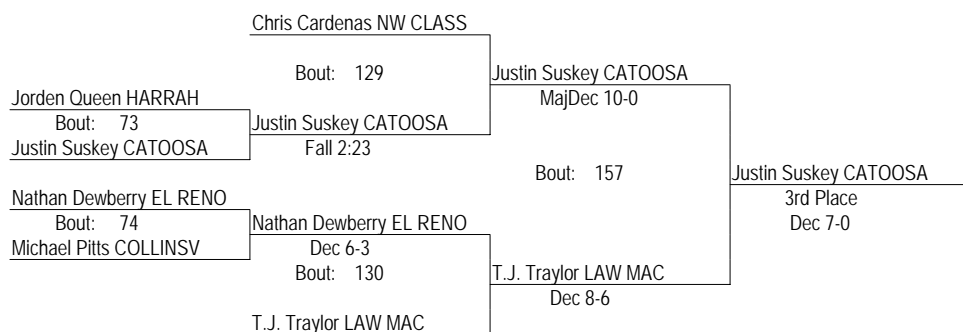 Chris Cardenas NW CLASS
Bout: 129
Justin Suskey CATOOSA
MajDec 10-0
Jorden Queen HARRAH
Bout: 73
Justin Suskey CATOOSA
Justin Suskey CATOOSA
Fall 2:23
Bout: 157
Justin Suskey CATOOSA
3rd Place
Dec 7-0
Nathan Dewberry EL RENO
Bout: 74
Michael Pitts COLLINSV
Nathan Dewberry EL RENO
Dec 6-3
Bout: 130
T.J. Traylor LAW MAC
Dec 8-6
T.J. Traylor LAW MAC